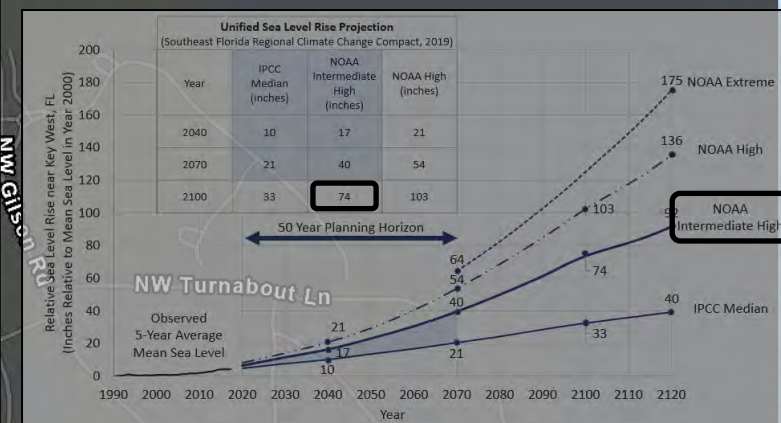 Unified Sea Level Rise Projection
(Southeast Florida Regional Climate Change Compact, 2019)
Year
IPCC
Median
(inches)
NOAA
Intermediate
High
(inches)
NOAA High
(inches)
2040 10 17 21
2070 21 40 54
2100 33 74 103
50 Year Planning Horizon
NW Gilson Rd
NW Turnabout Ln
Relative Sea Level Rise near Key West, FL
(Inches Relative to Mean Sea Level in Year 2000)
200
180
160
140
120
100
80
60
40
20
0
Observed
5-Year Average
Mean Sea Level
175 NOAA Extreme
136
NOAA High
103
92
NOAA
Intermediate High
74
64
54
40
40
IPCC Median
33
21
21
17
10
1990 2000 2010 2020 2030 2040 2050 2060 2070 2080 2090 2100 2110 2120
Year